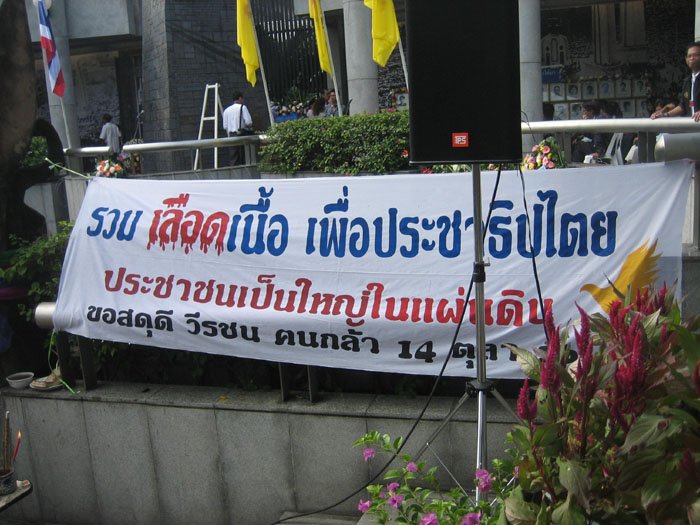 รวม เลือดเนื้อ เพื่อประชาธิปไตย
ประชาชนเป็นใหญ่ในแผ่นดิน
ขอสดุดี วีรชน คนกล้า 14 ตุลา